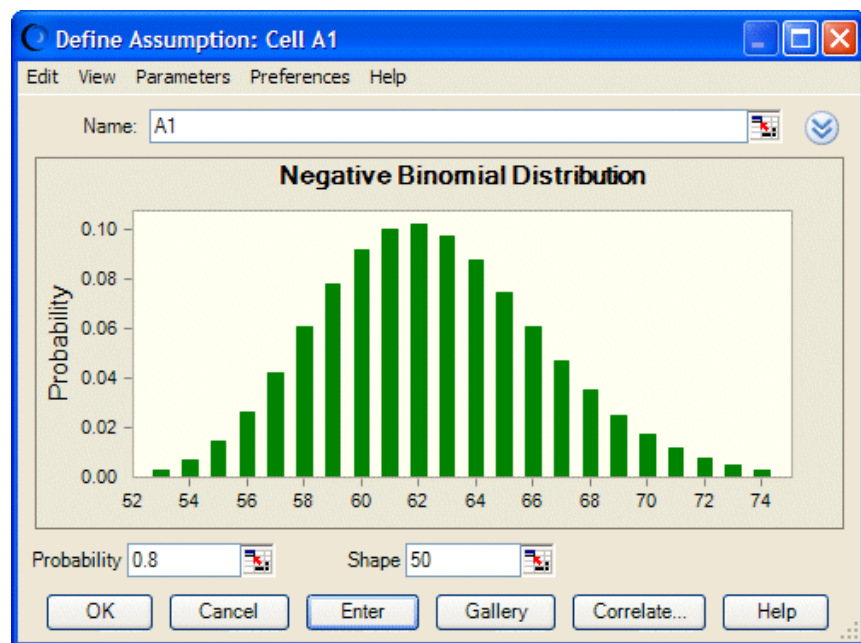 Define Assumption: Cell A1
Edit View Parameters Preferences Help
Name: A1
Negative Binomial Distribution
Probability
0.10
0.08
0.06
0.04
0.02
0.00
52 54 56 58 60 61 62 64 66 68 70 72 74
Probability 0.8 Shape 50
OK Cancel Enter Gallery Correlate... Help